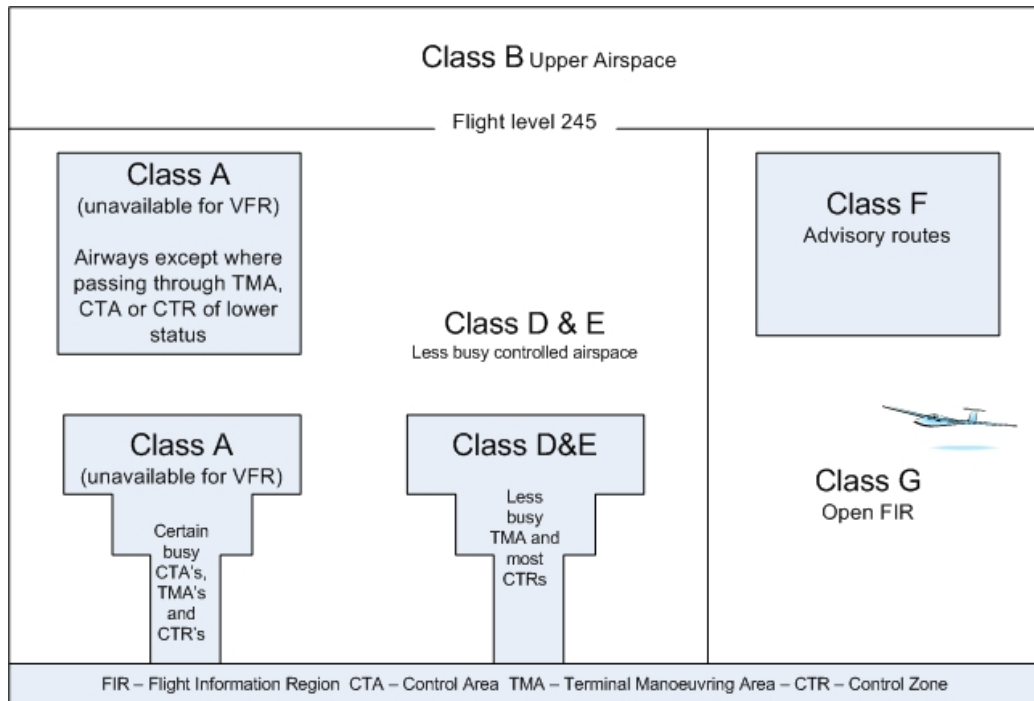 Class B Upper Airspace
Flight level 245
Class A
(unavailable for VFR)
Airways except where
passing through TMA,
CTA or CTR of lower
status
Class D & E
Less busy controlled airspace
Class F
Advisory routes
Class A
(unavailable for VFR)
Certain
busy
CTA's,
TMA's
and
CTR's
Class D&E
Less
busy
TMA and
most
CTRs
Class G
Open FIR
FIR – Flight Information Region CTA – Control Area TMA – Terminal Manoeuvring Area – CTR – Control Zone